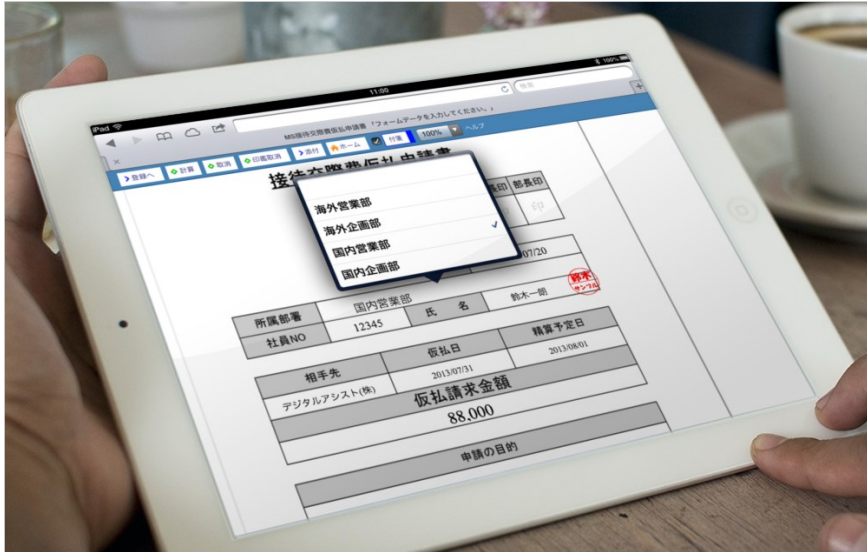 iPad 11:00 100%
検索
MS接待交際費仮払申請書 「フォームデータを入力してください。」
登録へ 計算 取消 印鑑取消 添付 ホーム 付箋 100% ヘルプ
接待交際費仮払申請書
海外営業部
海外企画部
国内営業部
国内企画部
長印 部長印
印 印
07/20
所属部署 国内営業部
社員NO 12345 氏 名 鈴木一朗
鈴木
サンプル
相手先 仮払日 精算予定日
デジタルアシスト(株) 2013/07/31 2013/08/01
仮払請求金額
88,000
申請の目的